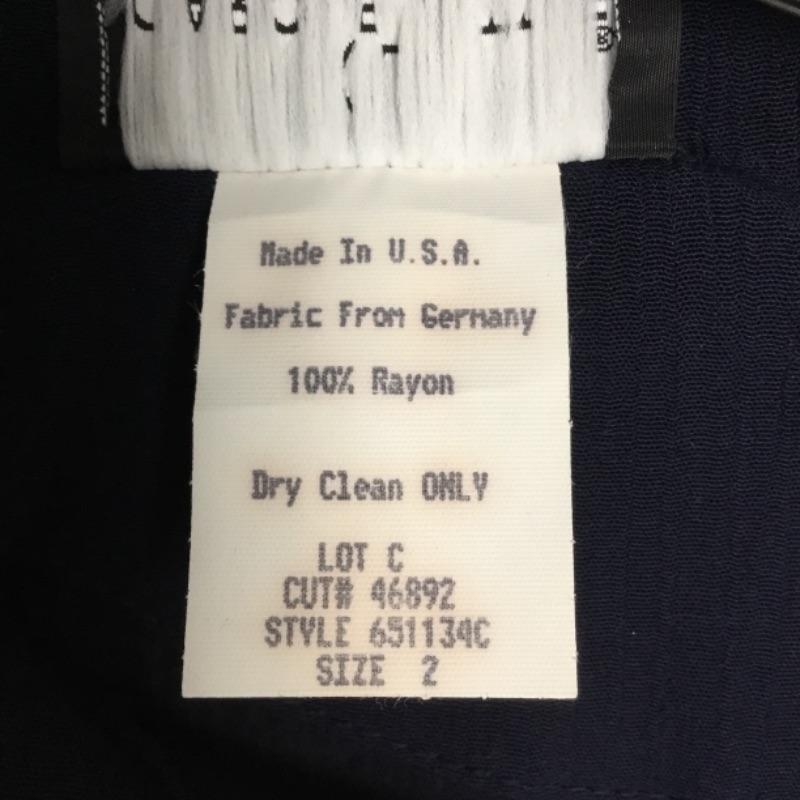 Made In U.S.A.
Fabric From Germany
100% Rayon
Dry Clean ONLY
LOT C
CUT# 46892
STYLE 651134C
SIZE 2